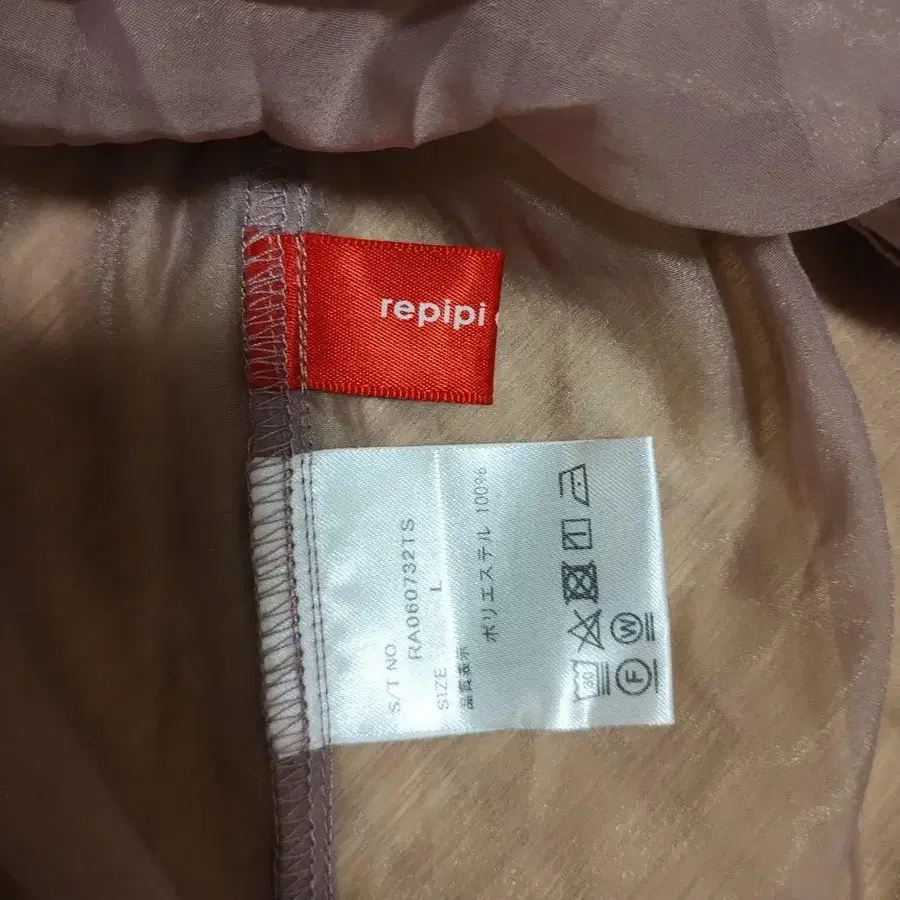 repipi
S/T NO.
RA060732TS
SIZE L
品質表示
ポリエステル 100%
W
F